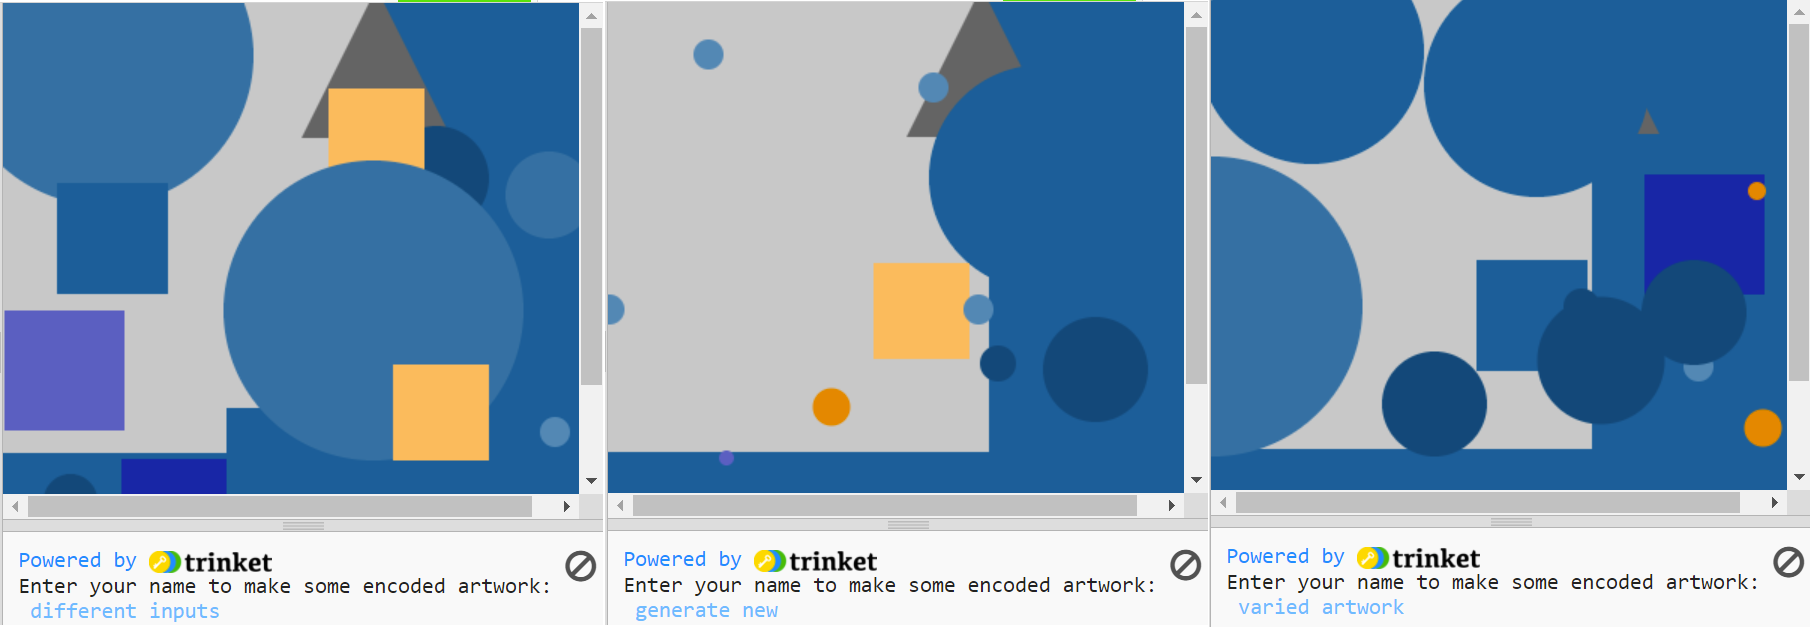 Powered by trinket
Enter your name to make some encoded artwork:
different inputs
Powered by trinket
Enter your name to make some encoded artwork:
generate new
Powered by trinket
Enter your name to make some encoded artwork:
varied artwork